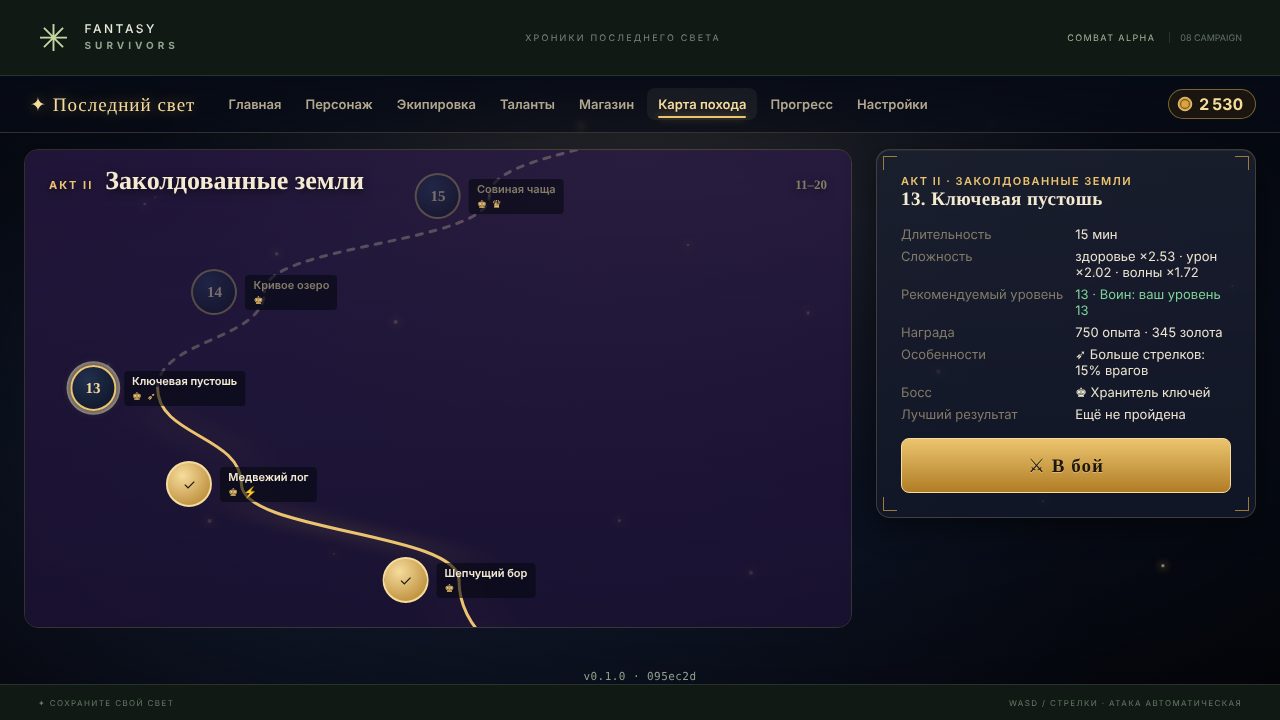 FANTASY
SURVIVORS
ХРОНИКИ ПОСЛЕДНЕГО СВЕТА
COMBAT ALPHA
08 CAMPAIGN
✦ Последний свет
Главная
Персонаж
Экипировка
Таланты
Магазин
Карта похода
Прогресс
Настройки
2 530
АКТ II
Заколдованные земли
11–20
15
Совиная чаща
14
Кривое озеро
13
Ключевая пустошь
Медвежий лог
Шепчущий бор
АКТ II · ЗАКОЛДОВАННЫЕ ЗЕМЛИ
13. Ключевая пустошь
Длительность
15 мин
Сложность
здоровье ×2.53 · урон
×2.02 · волны ×1.72
Рекомендуемый уровень
13 · Воин: ваш уровень
13
Награда
750 опыта · 345 золота
Особенности
➶ Больше стрелков:
15% врагов
Босс
♚ Хранитель ключей
Лучший результат
Ещё не пройдена
⚔ В бой
v0.1.0 · 095ec2d
✦ СОХРАНИТЕ СВОЙ СВЕТ
WASD / СТРЕЛКИ · АТАКА АВТОМАТИЧЕСКАЯ